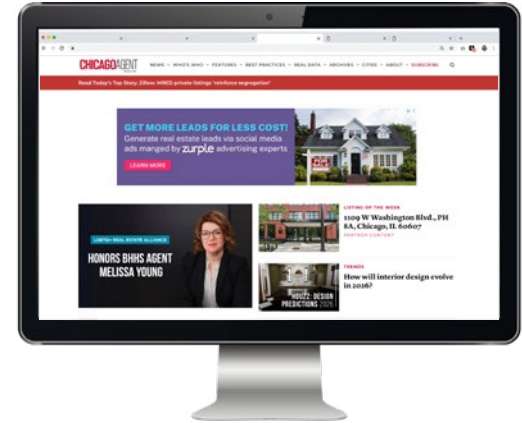 CHICAGOAGENT
NEWS WHO'S WHO FEATURES BEST PRACTICES REAL DATA ARCHIVES CITIES ABOUT SUBSCRIBE
Read Today's Top Story: Zillow: MRED private listings 'reinforce segregation'
GET MORE LEADS FOR LESS COST!
Generate real estate leads via social media
ads manged by zurple advertising experts
LEARN MORE
LGBTQ+ REAL ESTATE ALLIANCE
HONORS BHHS AGENT
MELISSA YOUNG
LISTING OF THE WEEK
1109 W Washington Blvd., PH
8A, Chicago, IL 60607
PARTNER CONTENT
HOUZZ: DESIGN
PREDICTIONS 2026
TRENDS
How will interior design evolve
in 2026?